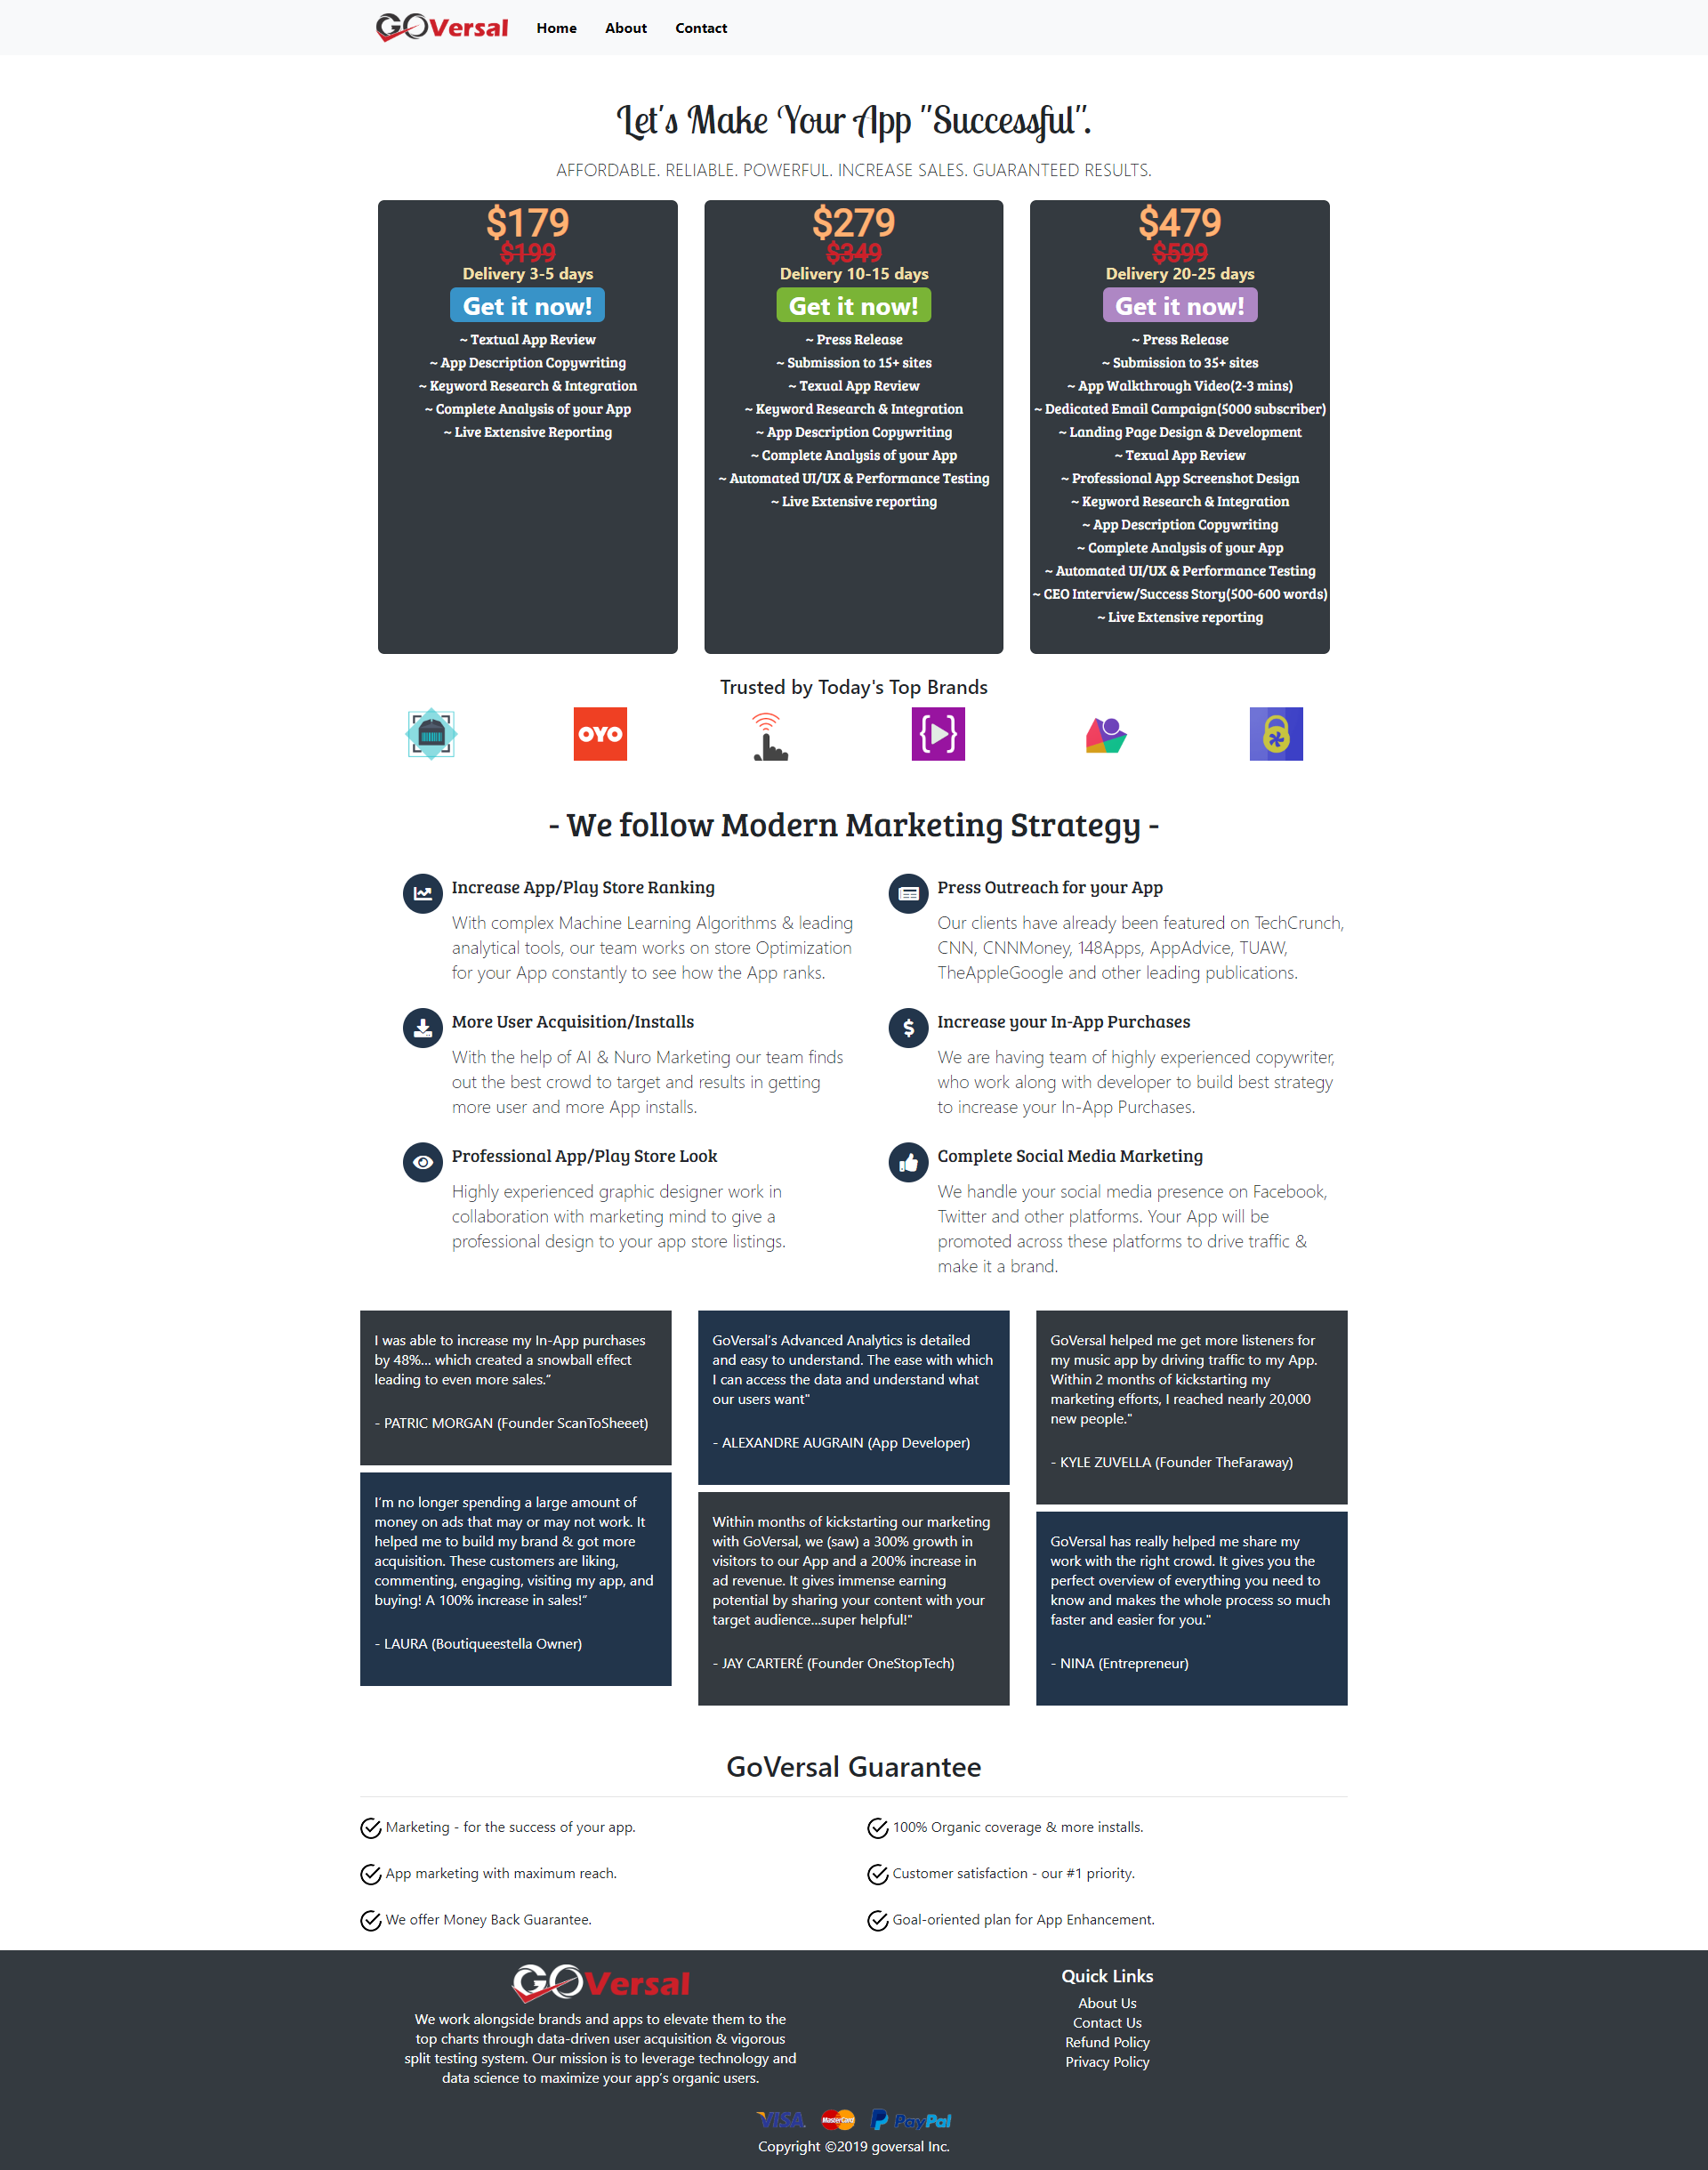 GOVersal Home About Contact
Let's Make Your App "Successful".
AFFORDABLE. RELIABLE. POWERFUL. INCREASE SALES. GUARANTEED RESULTS.
$179
$199
Delivery 3-5 days
Get it now!
~ Textual App Review
~ App Description Copywriting
~ Keyword Research & Integration
~ Complete Analysis of your App
~ Live Extensive Reporting
$279
$349
Delivery 10-15 days
Get it now!
~ Press Release
~ Submission to 15+ sites
~ Texual App Review
~ Keyword Research & Integration
~ App Description Copywriting
~ Complete Analysis of your App
~ Automated UI/UX & Performance Testing
~ Live Extensive reporting
$479
$599
Delivery 20-25 days
Get it now!
~ Press Release
~ Submission to 35+ sites
~ App Walkthrough Video(2-3 mins)
~ Dedicated Email Campaign(5000 subscriber)
~ Landing Page Design & Development
~ Texual App Review
~ Professional App Screenshot Design
~ Keyword Research & Integration
~ App Description Copywriting
~ Complete Analysis of your App
~ Automated UI/UX & Performance Testing
~ CEO Interview/Success Story(500-600 words)
~ Live Extensive reporting
Trusted by Today's Top Brands
OYO
- We follow Modern Marketing Strategy -
Increase App/Play Store Ranking
With complex Machine Learning Algorithms & leading
analytical tools, our team works on store Optimization
for your App constantly to see how the App ranks.
Press Outreach for your App
Our clients have already been featured on TechCrunch,
CNN, CNNMoney, 148Apps, AppAdvice, TUAW,
TheAppleGoogle and other leading publications.
More User Acquisition/Installs
With the help of AI & Nuro Marketing our team finds
out the best crowd to target and results in getting
more user and more App installs.
Increase your In-App Purchases
We are having team of highly experienced copywriter,
who work along with developer to build best strategy
to increase your In-App Purchases.
Professional App/Play Store Look
Highly experienced graphic designer work in
collaboration with marketing mind to give a
professional design to your app store listings.
Complete Social Media Marketing
We handle your social media presence on Facebook,
Twitter and other platforms. Your App will be
promoted across these platforms to drive traffic &
make it a brand.
I was able to increase my In-App purchases
by 48%... which created a snowball effect
leading to even more sales.“
- PATRIC MORGAN (Founder ScanToSheeet)
I‘m no longer spending a large amount of
money on ads that may or may not work. It
helped me to build my brand & got more
acquisition. These customers are liking,
commenting, engaging, visiting my app, and
buying! A 100% increase in sales!“
- LAURA (Boutiqueestella Owner)
GoVersal’s Advanced Analytics is detailed
and easy to understand. The ease with which
I can access the data and understand what
our users want"
- ALEXANDRE AUGRAIN (App Developer)
Within months of kickstarting our marketing
with GoVersal, we (saw) a 300% growth in
visitors to our App and a 200% increase in
ad revenue. It gives immense earning
potential by sharing your content with your
target audience...super helpful!"
- JAY CARTERÉ (Founder OneStopTech)
GoVersal helped me get more listeners for
my music app by driving traffic to my App.
Within 2 months of kickstarting my
marketing efforts, I reached nearly 20,000
new people."
- KYLE ZUVELLA (Founder TheFaraway)
GoVersal has really helped me share my
work with the right crowd. It gives you the
perfect overview of everything you need to
know and makes the whole process so much
faster and easier for you."
- NINA (Entrepreneur)
GoVersal Guarantee
Marketing - for the success of your app.
100% Organic coverage & more installs.
App marketing with maximum reach.
Customer satisfaction - our #1 priority.
We offer Money Back Guarantee.
Goal-oriented plan for App Enhancement.
GOVersal
We work alongside brands and apps to elevate them to the
top charts through data-driven user acquisition & vigorous
split testing system. Our mission is to leverage technology and
data science to maximize your app’s organic users.
Quick Links
About Us
Contact Us
Refund Policy
Privacy Policy
VISA MasterCard PayPal
Copyright ©2019 goversal Inc.